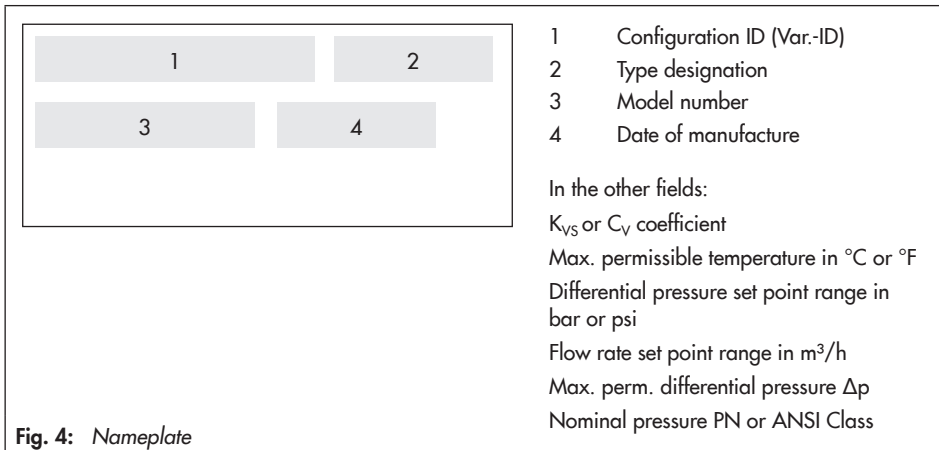 1
2
3
4
1 Configuration ID (Var.-ID)
2 Type designation
3 Model number
4 Date of manufacture
In the other fields:
KVS or CV coefficient
Max. permissible temperature in °C or °F
Differential pressure set point range in
bar or psi
Flow rate set point range in m³/h
Max. perm. differential pressure Δp
Nominal pressure PN or ANSI Class
Fig. 4: Nameplate